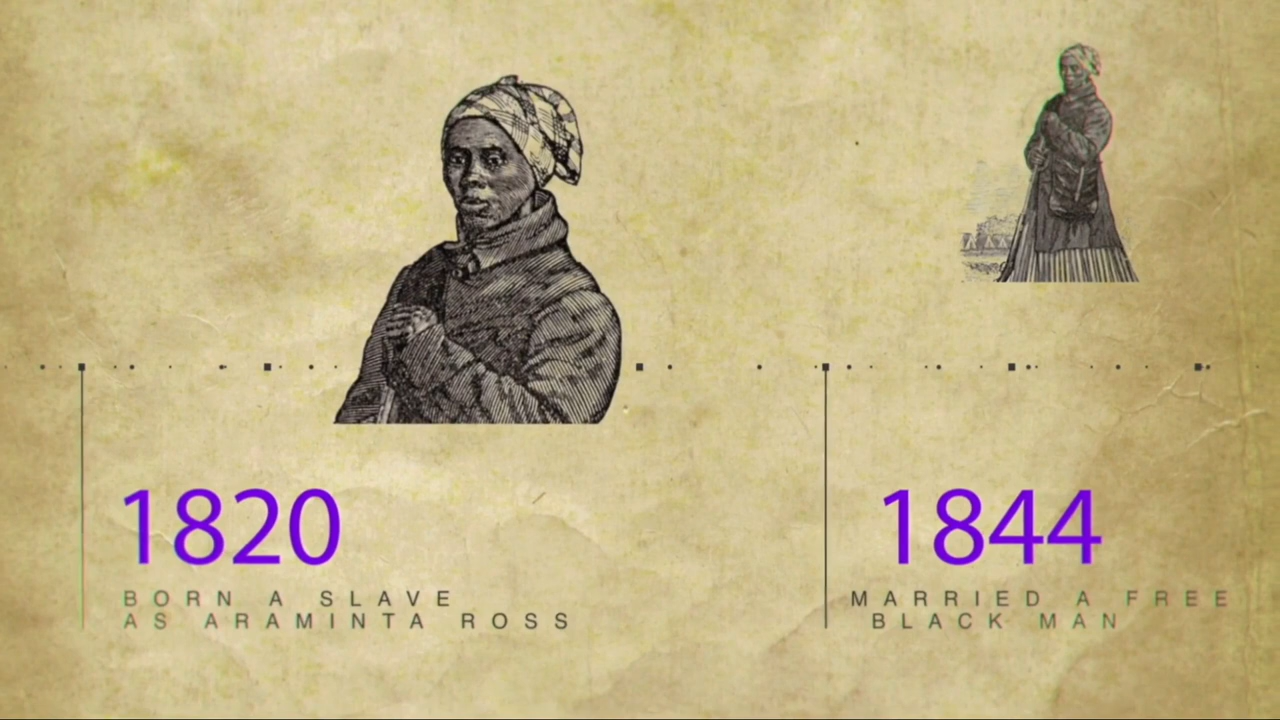 1820
BORN A SLAVE
AS ARAMINTA ROSS
1844
MARRIED A FREE
BLACK MAN